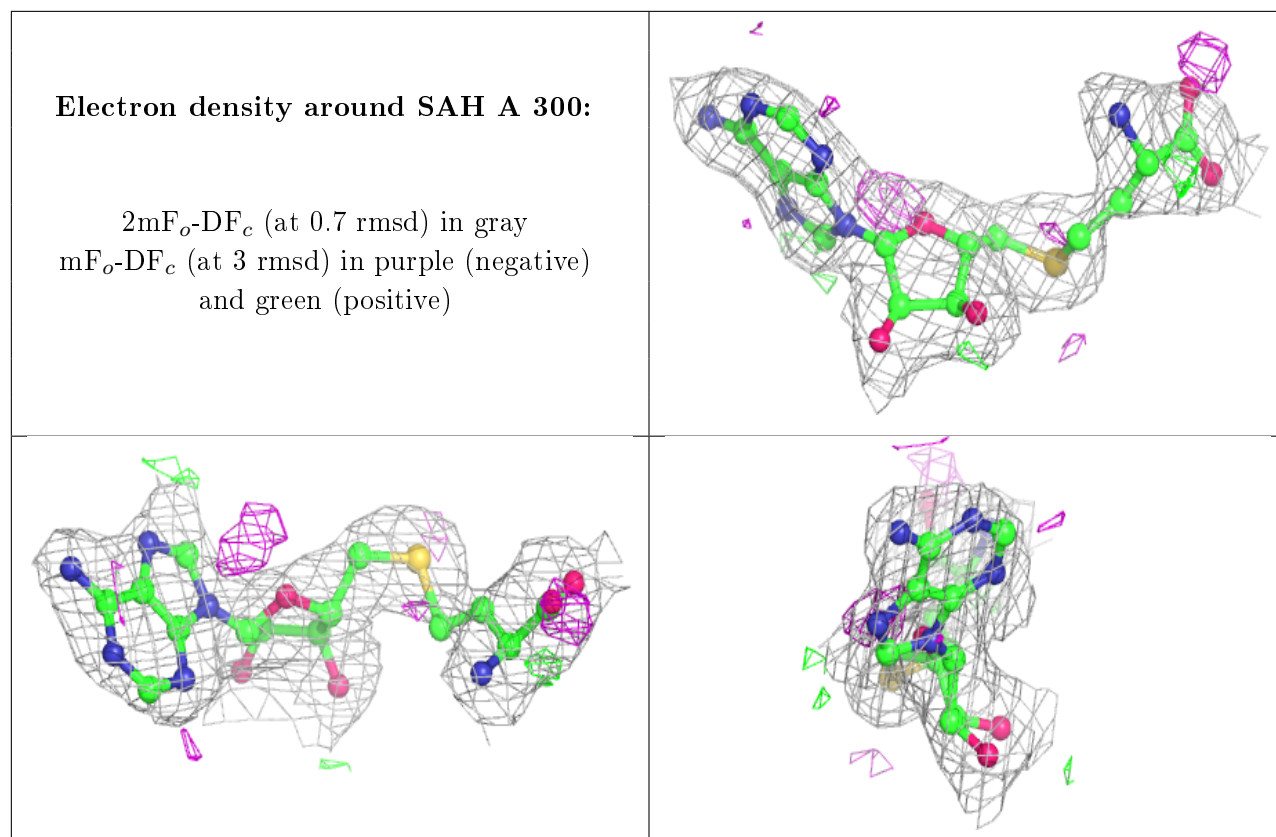 Electron density around SAH A 300:
2mFₒ-DF𝒸 (at 0.7 rmsd) in gray
mFₒ-DF𝒸 (at 3 rmsd) in purple (negative)
and green (positive)